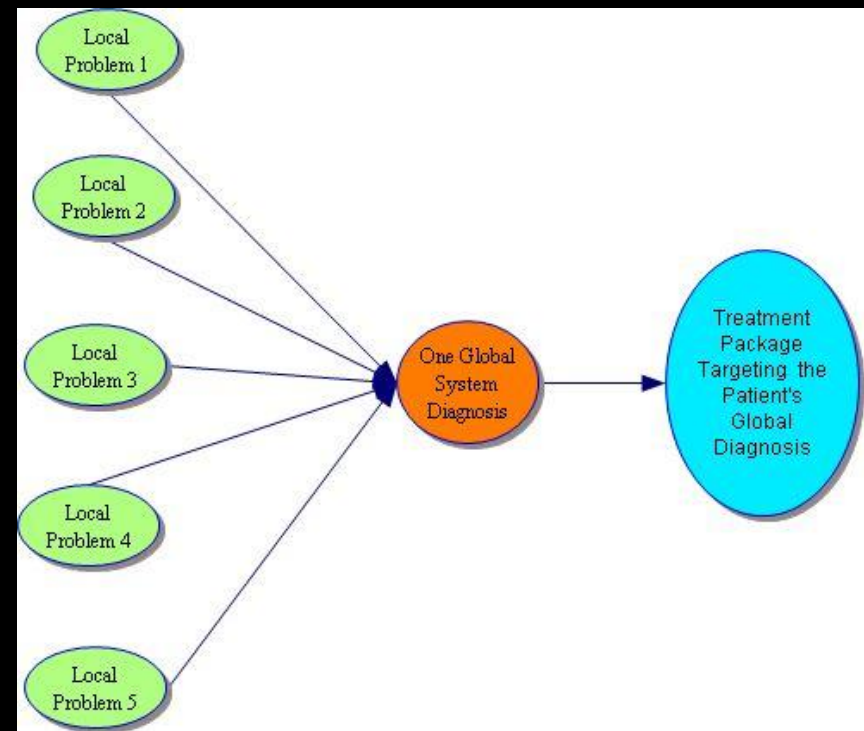 Local
Problem 1
Local
Problem 2
Local
Problem 3
Local
Problem 4
Local
Problem 5
One Global
System
Diagnosis
Treatment
Package
Targeting the
Patient's
Global
Diagnosis